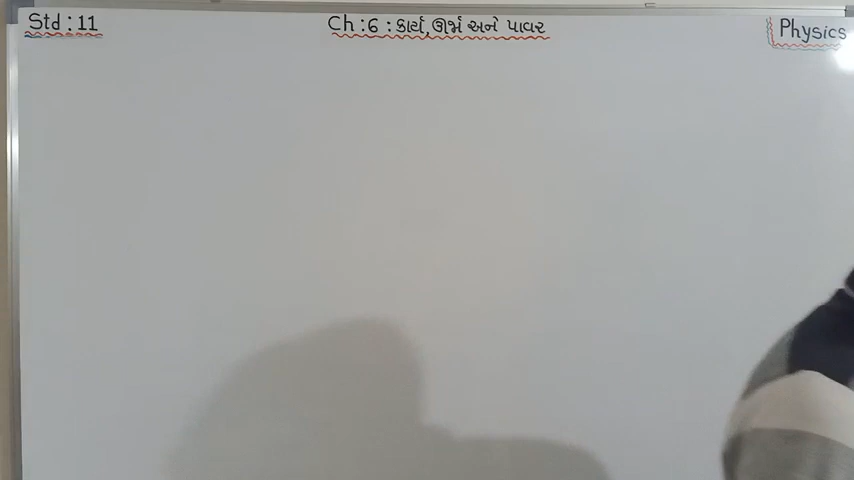 Std : 11
Ch : 6 : કાર્ય, ઊર્જા અને પાવર
Physics